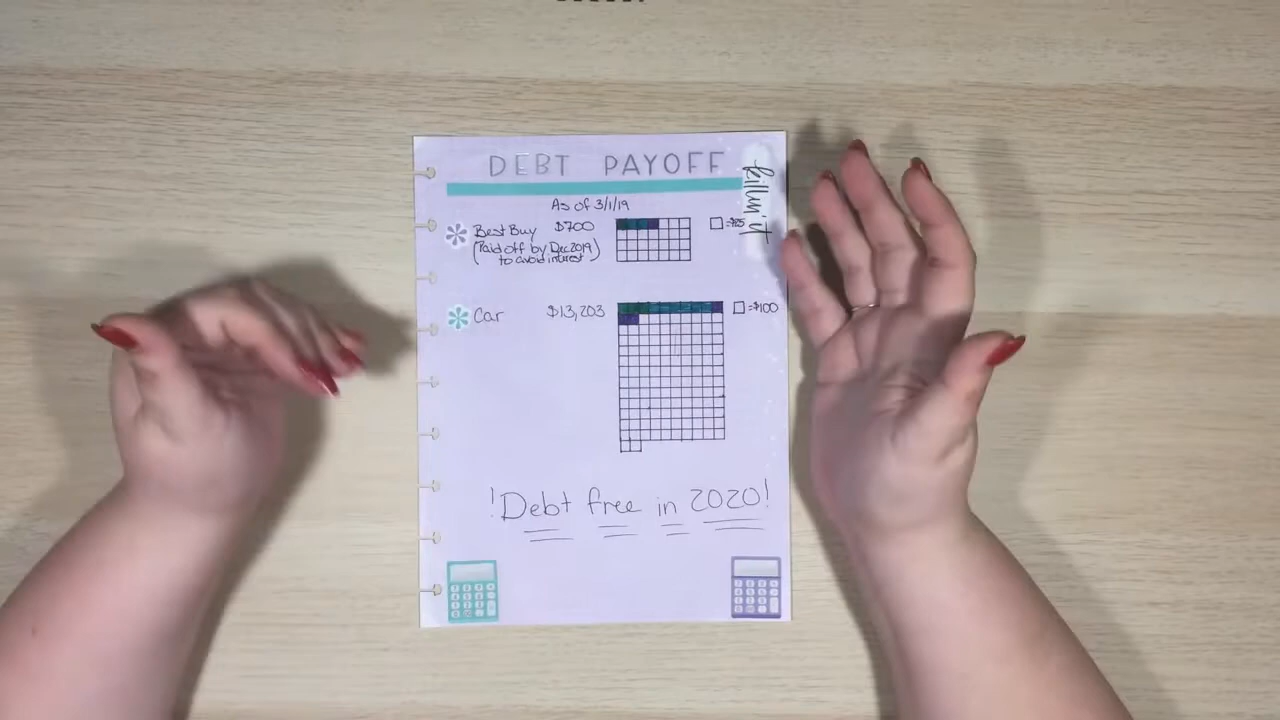 DEBT PAYOFF
killin' it
As of 3/1/19
Best Buy $700
(Paid off by Dec 2019
to avoid interest)
=$25
Car $13,203
=$100
!Debt free in 2020!